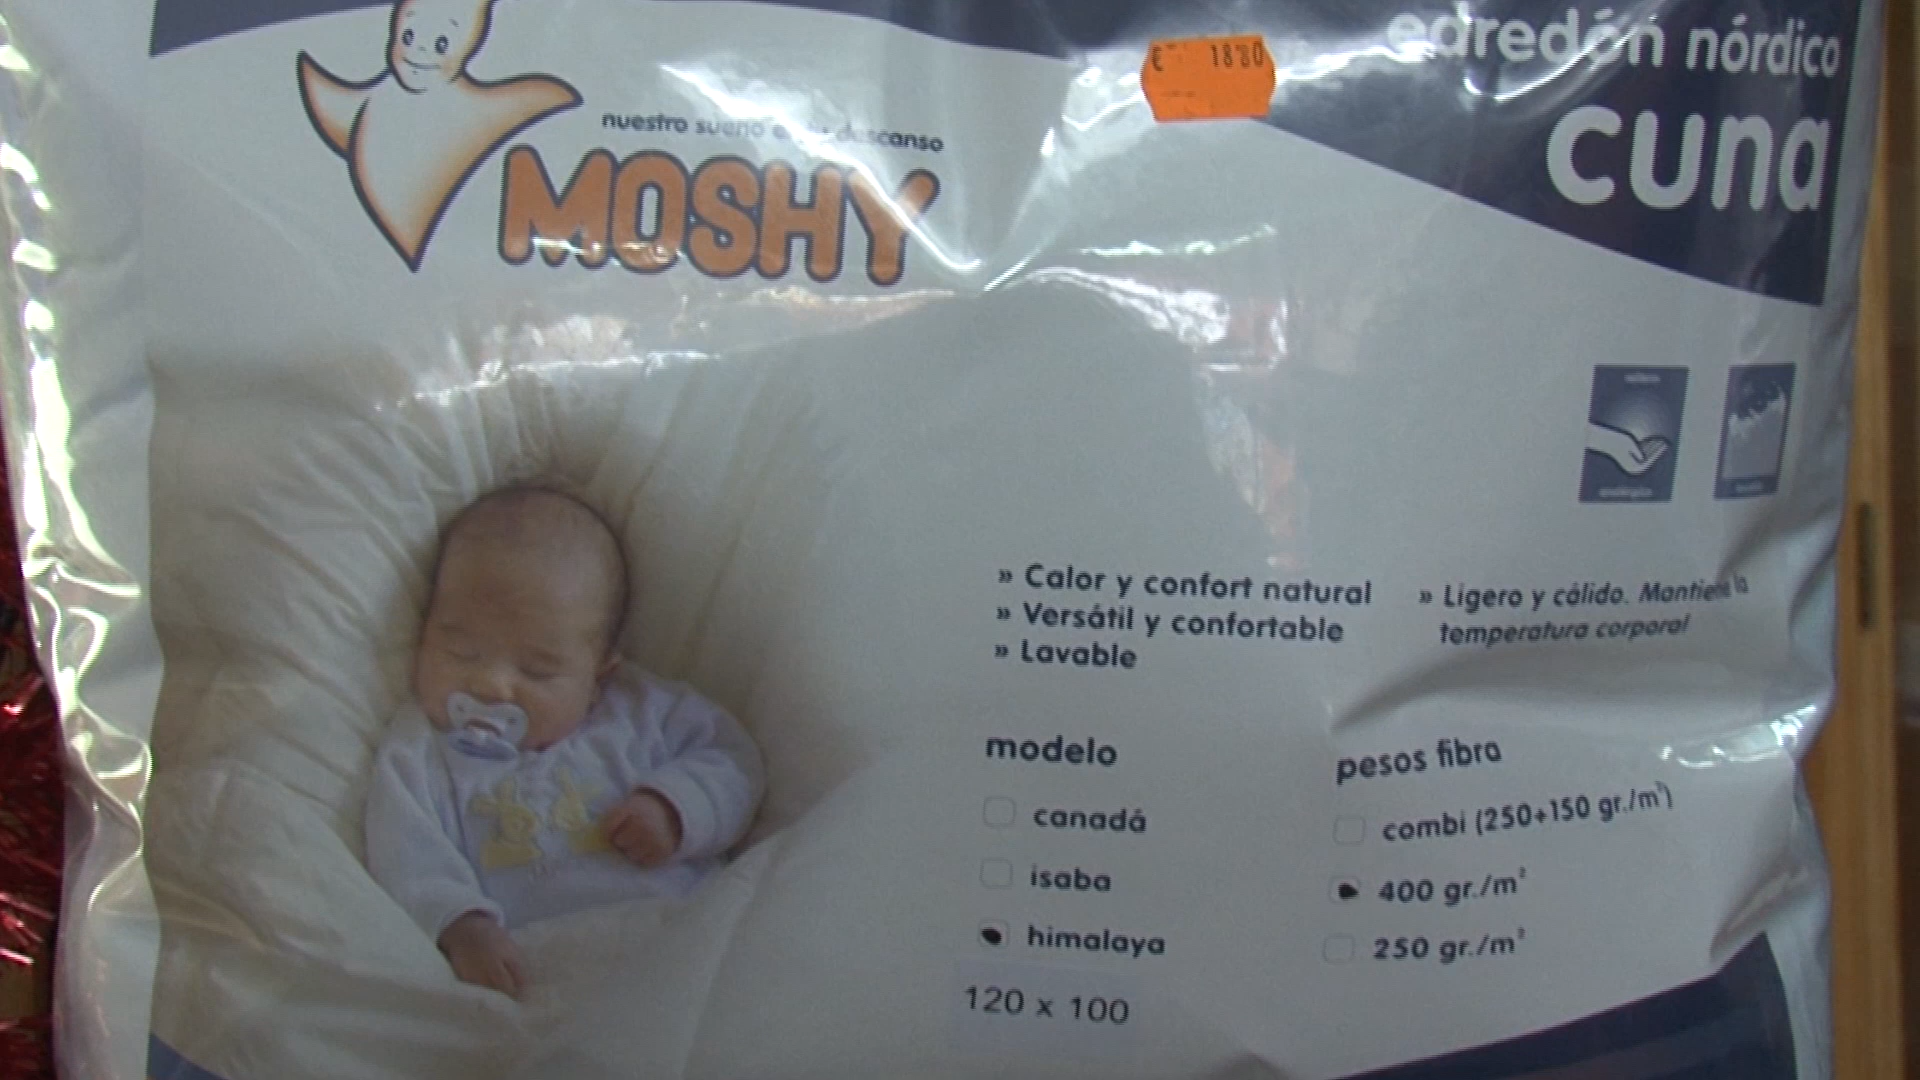 edredón nórdico
cuna
€ 18'80
nuestro sueño descanso
MOSHY
» Calor y confort natural
» Versátil y confortable
» Lavable
» Ligero y cálido. Mantiene la
temperatura corporal
modelo
canadá
isaba
himalaya
120 x 100
pesos fibra
combi (250+150 gr./m²)
400 gr./m²
250 gr./m²